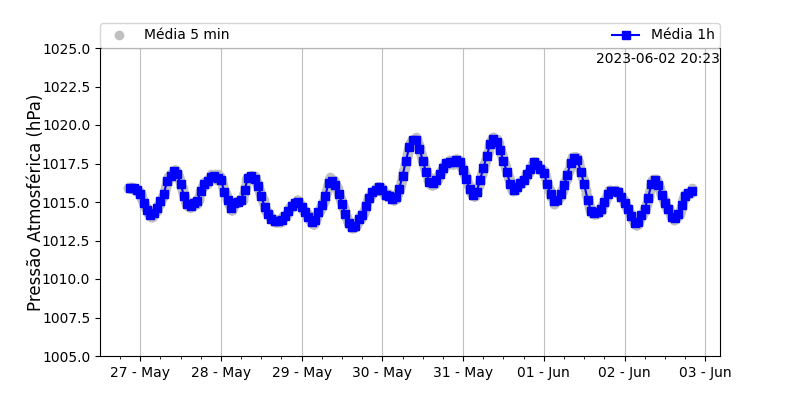 Média 5 min
Média 1h
2023-06-02 20:23
Pressão Atmosférica (hPa)
1025.0
1022.5
1020.0
1017.5
1015.0
1012.5
1010.0
1007.5
1005.0
27 - May 28 - May 29 - May 30 - May 31 - May 01 - Jun 02 - Jun 03 - Jun